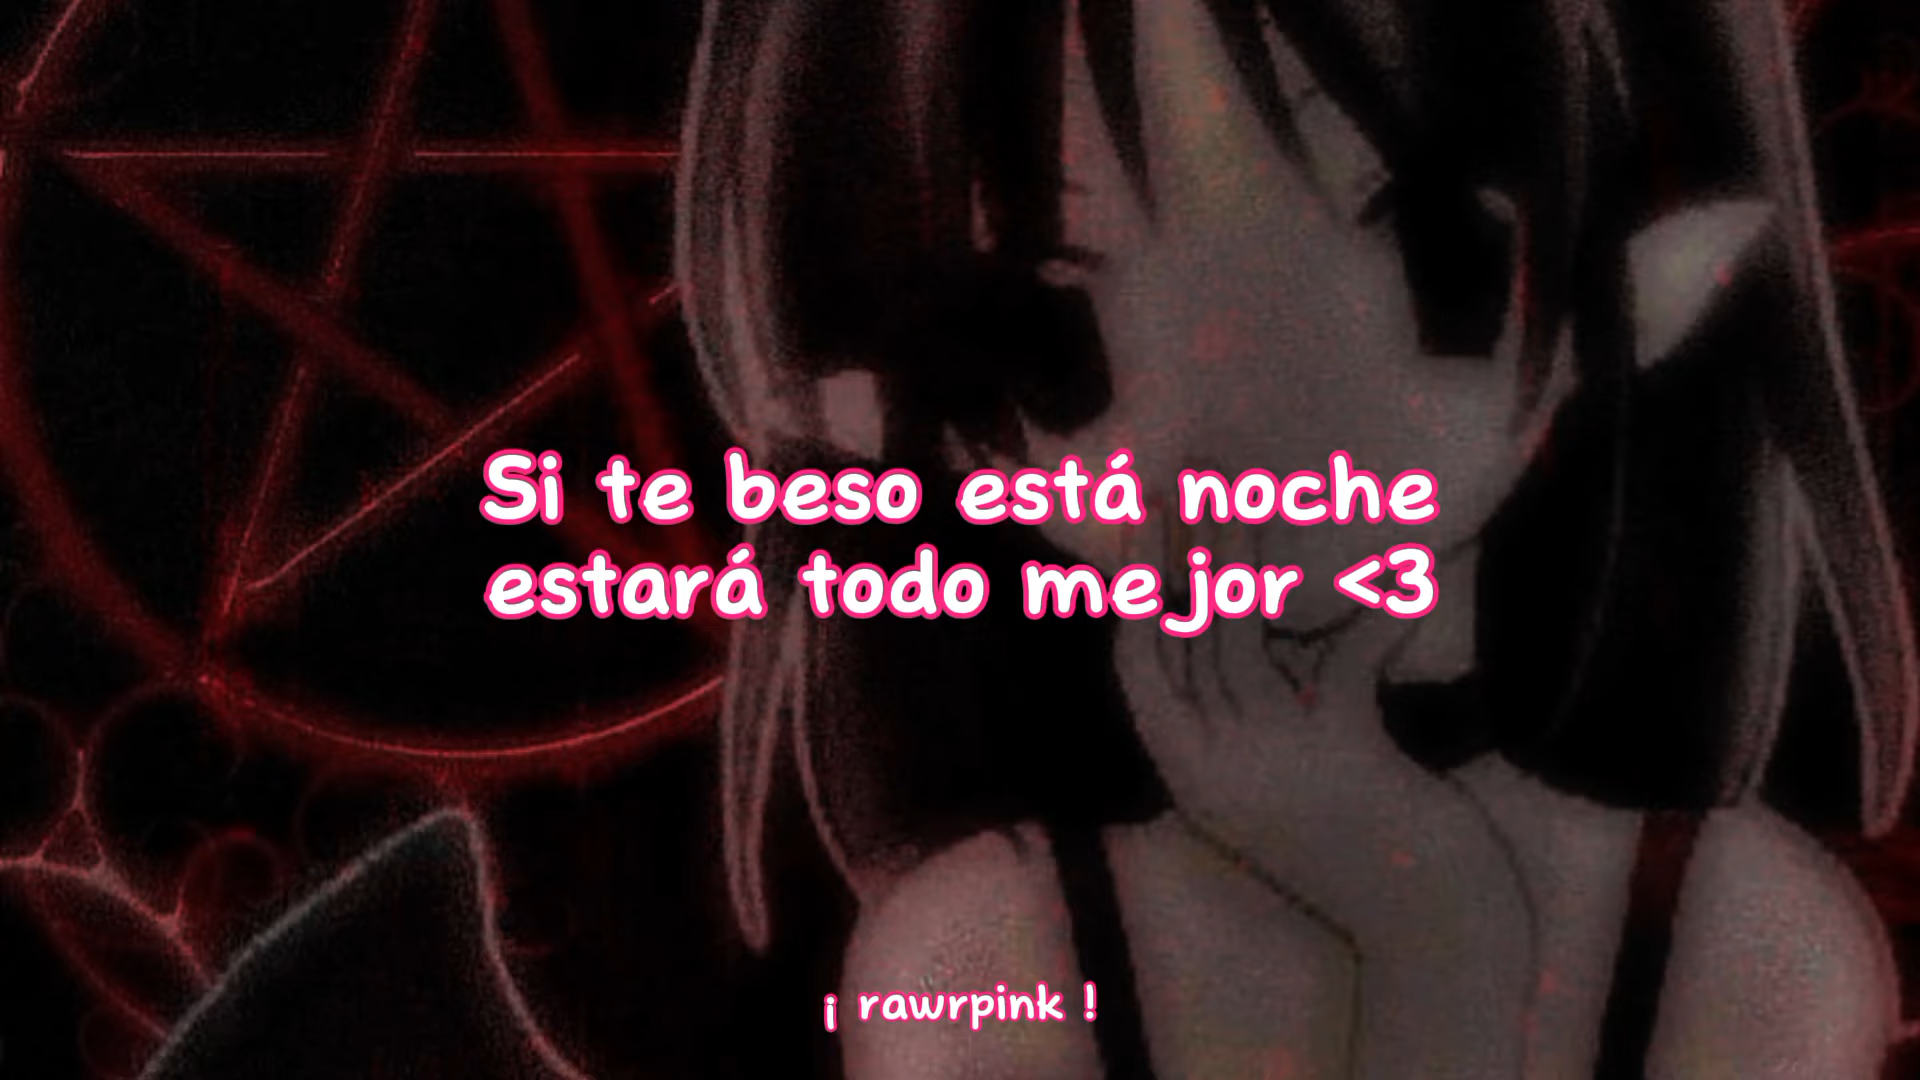 Si te beso está noche
estará todo mejor <3
¡ rawrpink !